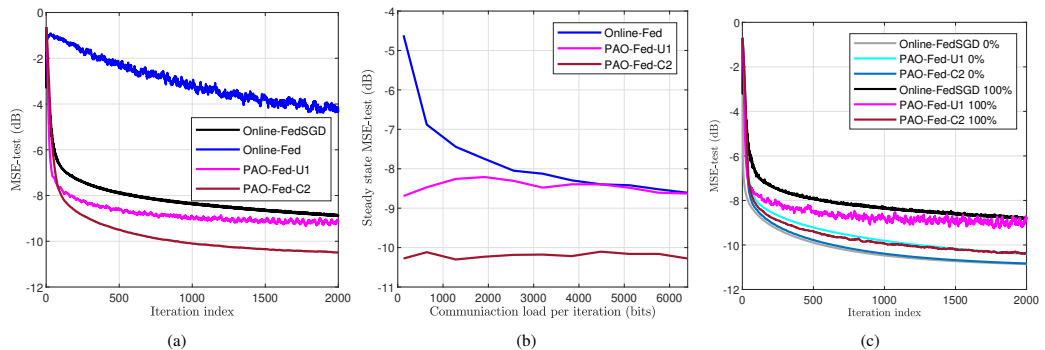 0
-2
-4
-6
-8
-10
-12
MSE-test (dB)
0
500
1000
1500
2000
Iteration index
Online-FedSGD
Online-Fed
PAO-Fed-U1
PAO-Fed-C2
(a)
-4
-5
-6
-7
-8
-9
-10
-11
Steady state MSE-test (dB)
0
1000
2000
3000
4000
5000
6000
Communiaction load per iteration (bits)
Online-Fed
PAO-Fed-U1
PAO-Fed-C2
(b)
0
-2
-4
-6
-8
-10
-12
MSE-test (dB)
0
500
1000
1500
2000
Iteration index
Online-FedSGD 0%
PAO-Fed-U1 0%
PAO-Fed-C2 0%
Online-FedSGD 100%
PAO-Fed-U1 100%
PAO-Fed-C2 100%
(c)